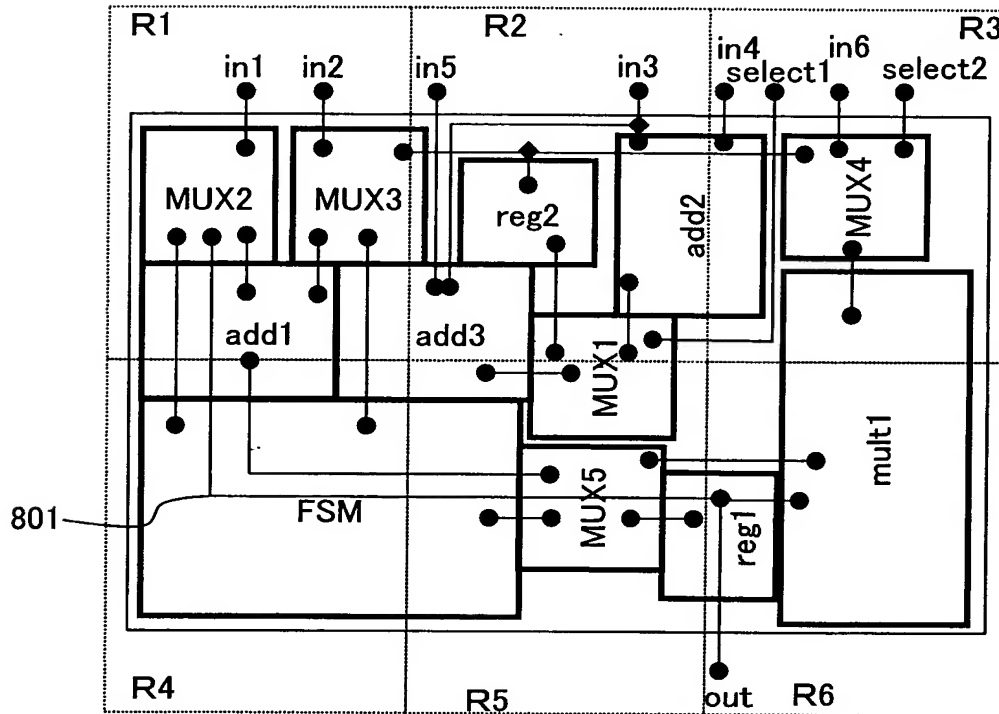 R1
R2
R3
in1
in2
in5
in3
in4
select1
in6
select2
MUX2
MUX3
reg2
add2
MUX4
add1
add3
MUX1
mult1
801
FSM
MUX5
reg1
R4
R5
out
R6